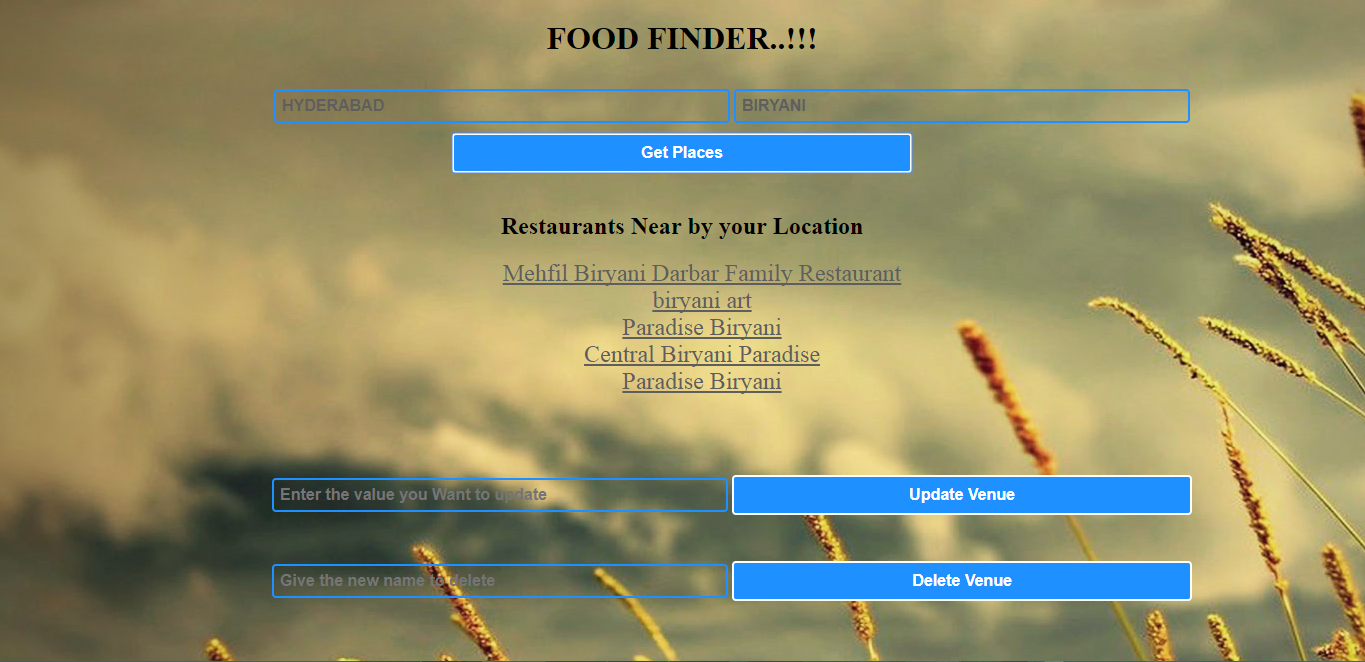 FOOD FINDER..!!!
HYDERABAD BIRYANI
Get Places
Restaurants Near by your Location
Mehfil Biryani Darbar Family Restaurant
biryani art
Paradise Biryani
Central Biryani Paradise
Paradise Biryani
Enter the value you Want to update Update Venue
Give the new name to delete Delete Venue